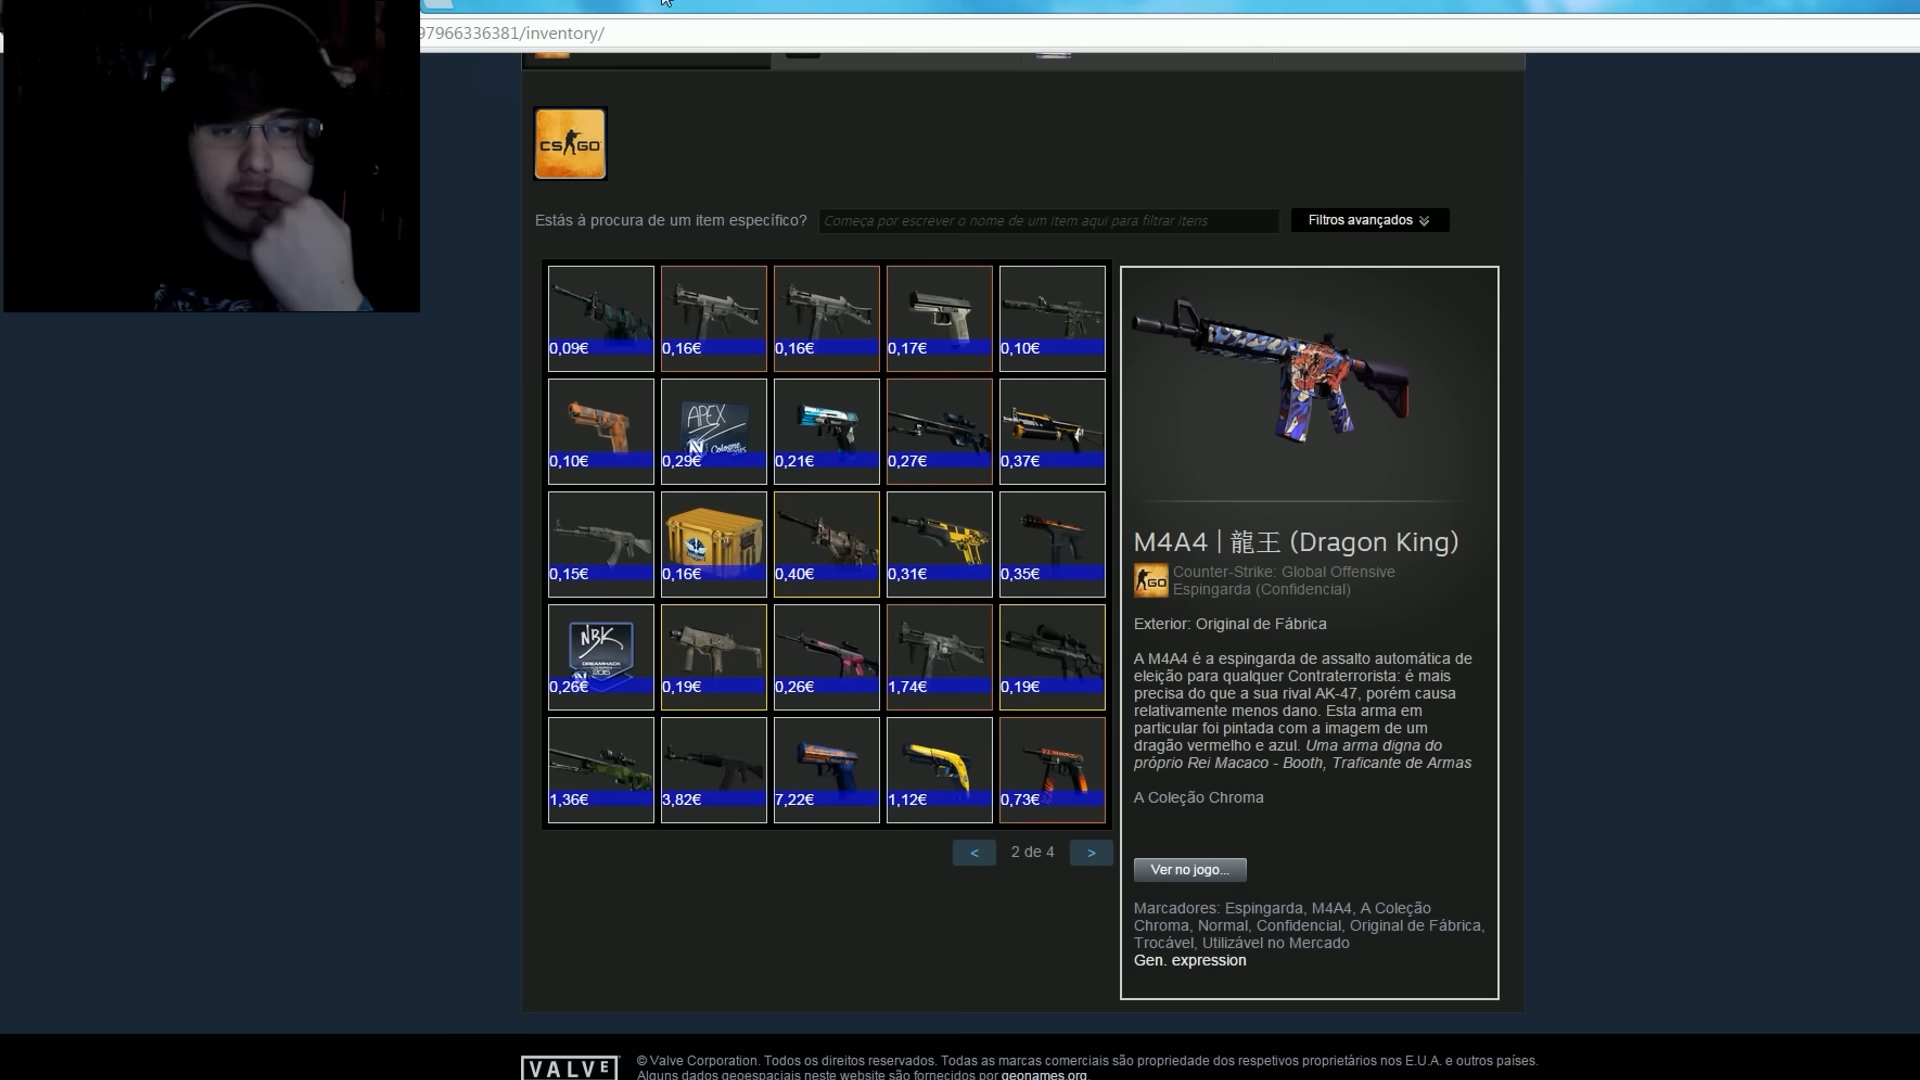 97966336381/inventory/
CS GO
Estás à procura de um item específico?
Começa por escrever o nome de um item aqui para filtrar itens
Filtros avançados
0,09€
0,16€
0,16€
0,17€
0,10€
0,10€
APEX
Cologne
0,29€
0,21€
0,27€
0,37€
0,15€
0,16€
0,40€
0,31€
0,35€
NBK
DREAMHACK
0,26€
0,19€
0,26€
1,74€
0,19€
1,36€
3,82€
7,22€
1,12€
0,73€
<
2 de 4
>
M4A4 | 龍王 (Dragon King)
GO
Counter-Strike: Global Offensive
Espingarda (Confidencial)
Exterior: Original de Fábrica
A M4A4 é a espingarda de assalto automática de
eleição para qualquer Contraterrorista: é mais
precisa do que a sua rival AK-47, porém causa
relativamente menos dano. Esta arma em
particular foi pintada com a imagem de um
dragão vermelho e azul. Uma arma digna do
próprio Rei Macaco - Booth, Traficante de Armas
A Coleção Chroma
Ver no jogo...
Marcadores: Espingarda, M4A4, A Coleção
Chroma, Normal, Confidencial, Original de Fábrica,
Trocável, Utilizável no Mercado
Gen. expression
VALVE
© Valve Corporation. Todos os direitos reservados. Todas as marcas comerciais são propriedade dos respetivos proprietários nos E.U.A. e outros países.
Alguns dados geoespaciais neste website são fornecidos por geonames.org.